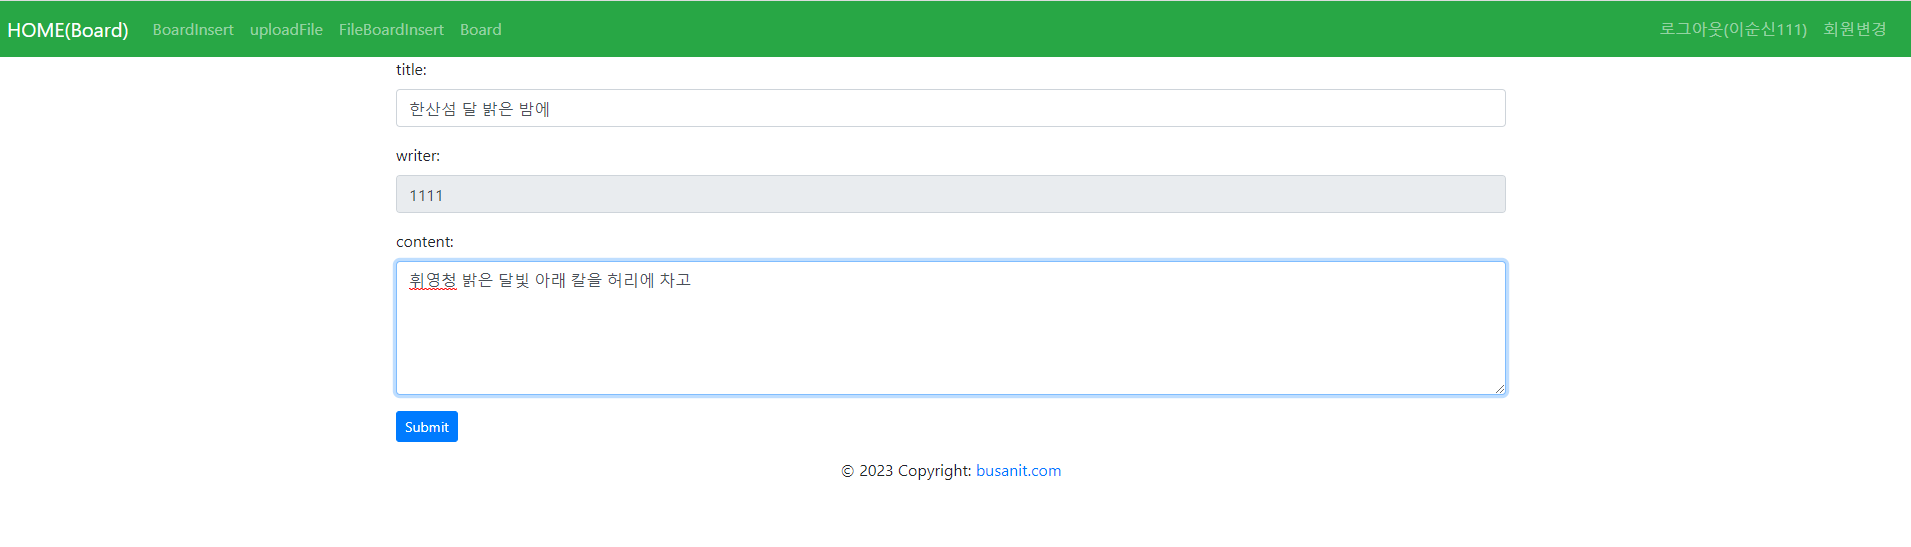 HOME(Board) BoardInsert uploadFile FileBoardInsert Board 로그아웃(이순신111) 회원변경
title:
한산섬 달 밝은 밤에
writer:
1111
content:
휘영청 밝은 달빛 아래 칼을 허리에 차고
Submit
© 2023 Copyright: busanit.com